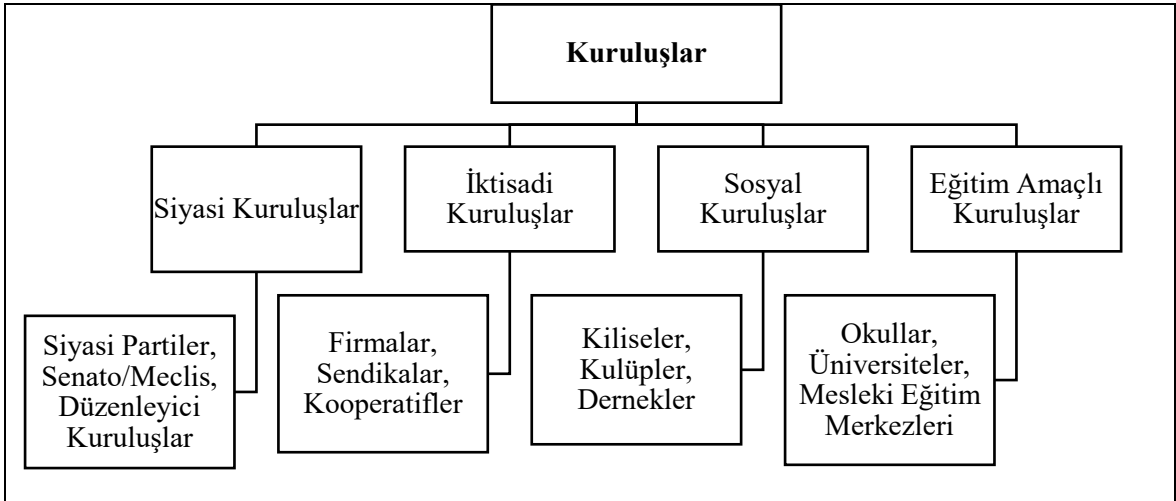 Kuruluşlar
Siyasi Kuruluşlar
İktisadi
Kuruluşlar
Sosyal
Kuruluşlar
Eğitim Amaçlı
Kuruluşlar
Siyasi Partiler,
Senato/Meclis,
Düzenleyici
Kuruluşlar
Firmalar,
Sendikalar,
Kooperatifler
Kiliseler,
Kulüpler,
Dernekler
Okullar,
Üniversiteler,
Mesleki Eğitim
Merkezleri